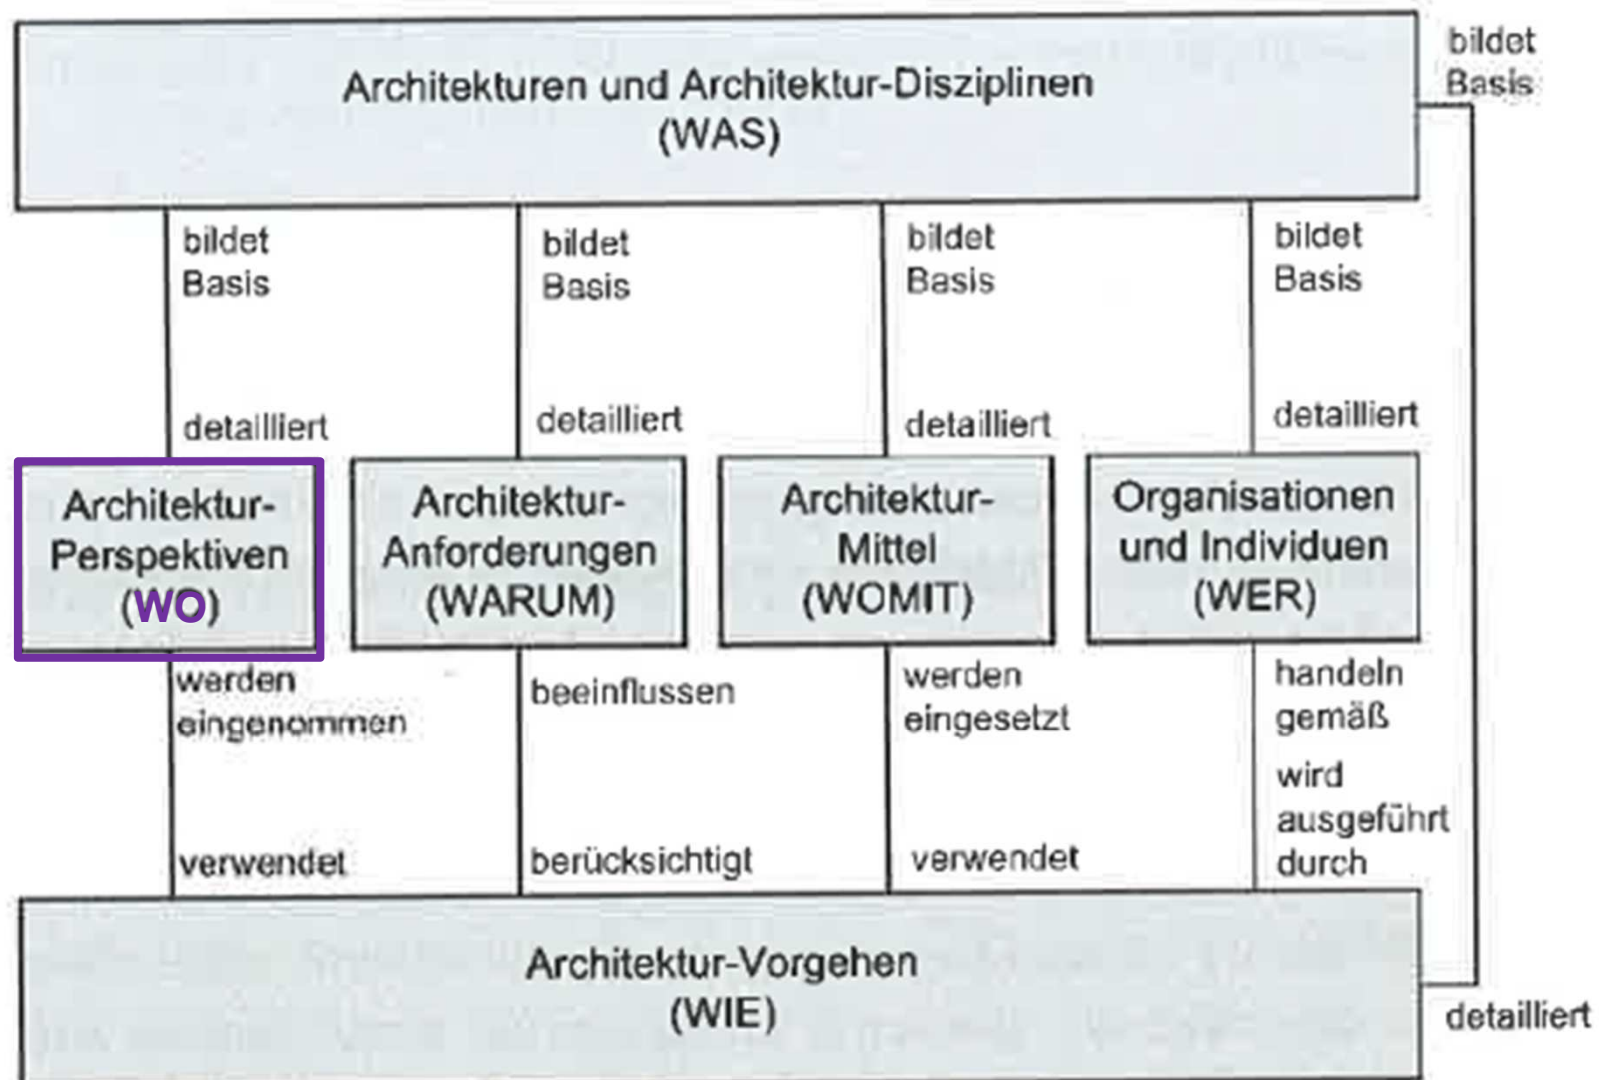 Architekturen und Architektur-Disziplinen
(WAS)
bildet
Basis
bildet
Basis
bildet
Basis
bildet
Basis
bildet
Basis
detailliert
detailliert
detailliert
detailliert
Architektur-
Perspektiven
(WO)
Architektur-
Anforderungen
(WARUM)
Architektur-
Mittel
(WOMIT)
Organisationen
und Individuen
(WER)
werden
eingenommen
beeinflussen
werden
eingesetzt
handeln
gemäß
wird
ausgeführt
durch
verwendet
berücksichtigt
verwendet
Architektur-Vorgehen
(WIE)
detailliert